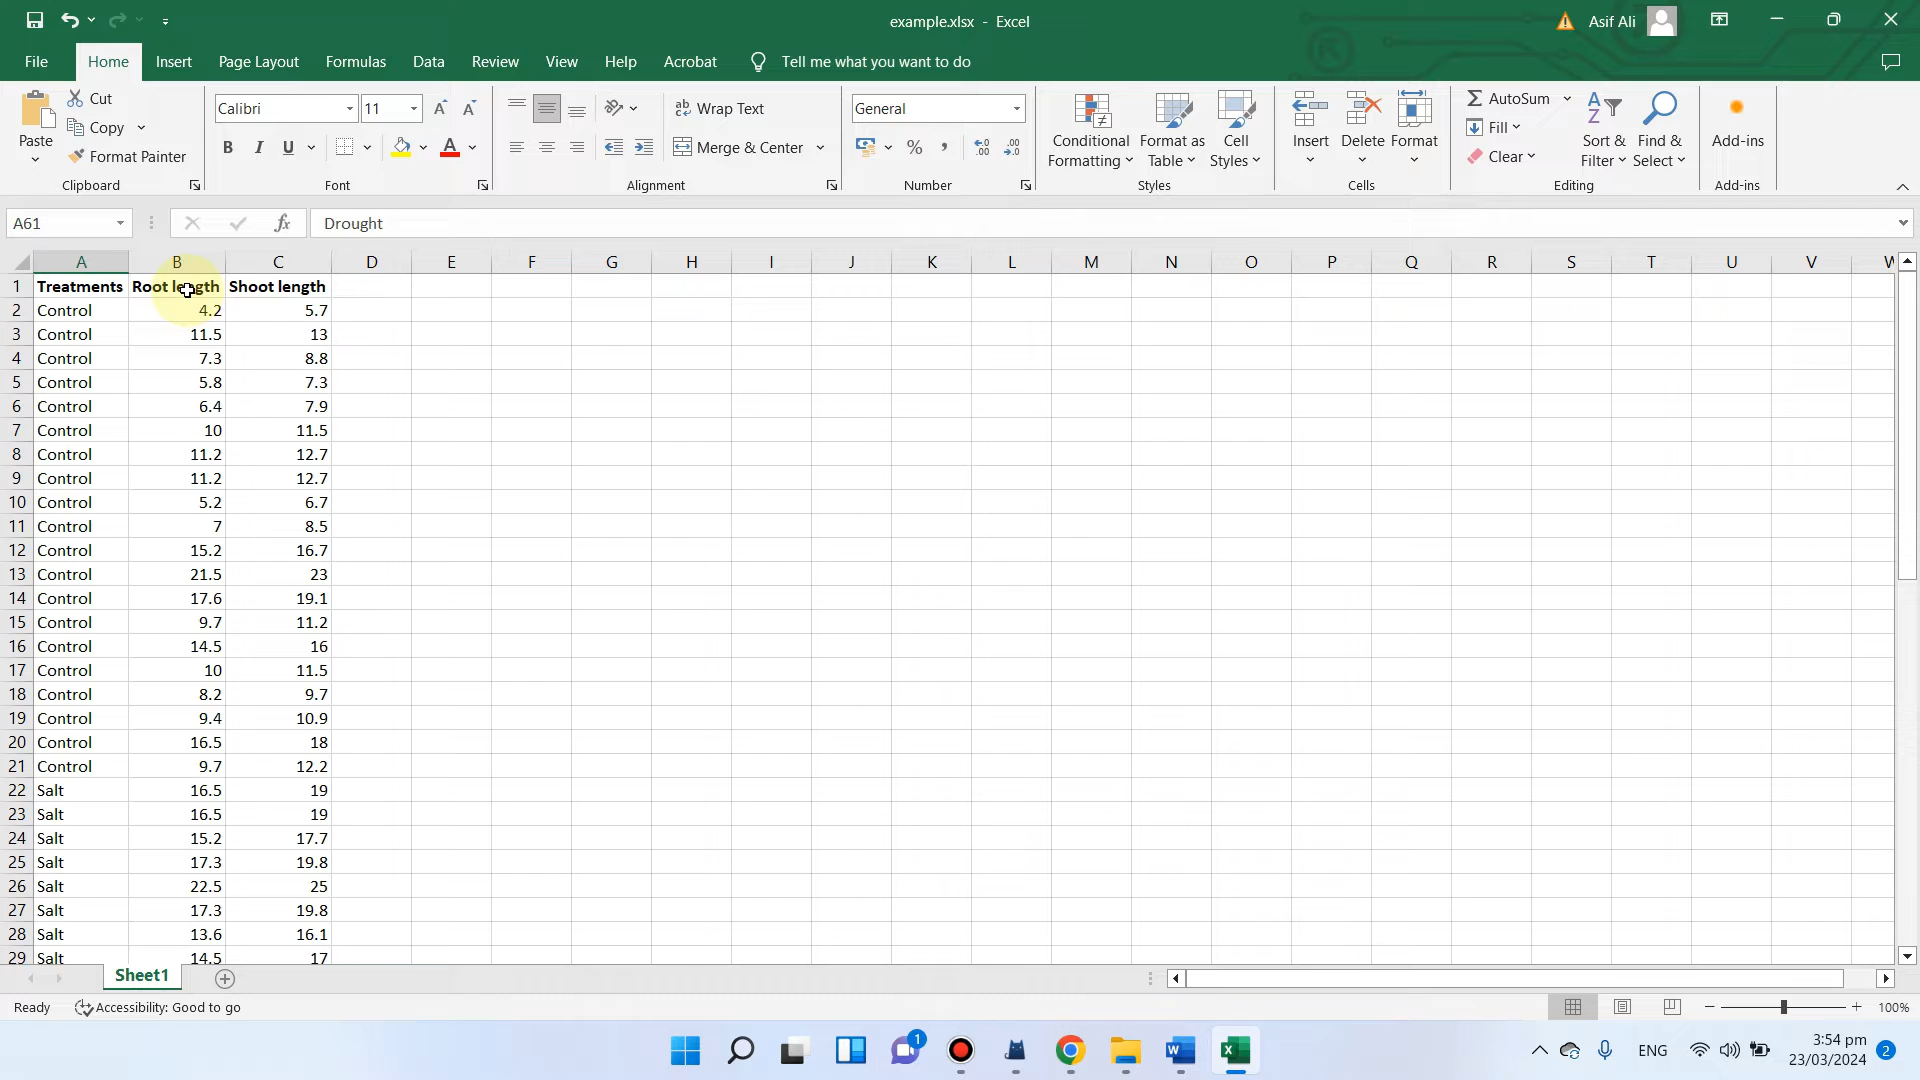 example.xlsx - Excel
Asif Ali
File Home Insert Page Layout Formulas Data Review View Help Acrobat Tell me what you want to do
Paste
Cut
Copy
Format Painter
Clipboard
Calibri 11
B I U
Font
Wrap Text
Merge & Center
Alignment
General
Number
Conditional Formatting
Format as Table
Cell Styles
Styles
Insert Delete Format
Cells
AutoSum
Fill
Clear
Sort & Filter
Find & Select
Editing
Add-ins
Add-ins
A61 fx Drought
A B C D E F G H I J K L M N O P Q R S T U V W
1 Treatments Root length Shoot length
2 Control 4.2 5.7
3 Control 11.5 13
4 Control 7.3 8.8
5 Control 5.8 7.3
6 Control 6.4 7.9
7 Control 10 11.5
8 Control 11.2 12.7
9 Control 11.2 12.7
10 Control 5.2 6.7
11 Control 7 8.5
12 Control 15.2 16.7
13 Control 21.5 23
14 Control 17.6 19.1
15 Control 9.7 11.2
16 Control 14.5 16
17 Control 10 11.5
18 Control 8.2 9.7
19 Control 9.4 10.9
20 Control 16.5 18
21 Control 9.7 12.2
22 Salt 16.5 19
23 Salt 16.5 19
24 Salt 15.2 17.7
25 Salt 17.3 19.8
26 Salt 22.5 25
27 Salt 17.3 19.8
28 Salt 13.6 16.1
29 Salt 14.5 17
Sheet1
Ready Accessibility: Good to go 100%
1 ENG 3:54 pm 2
23/03/2024